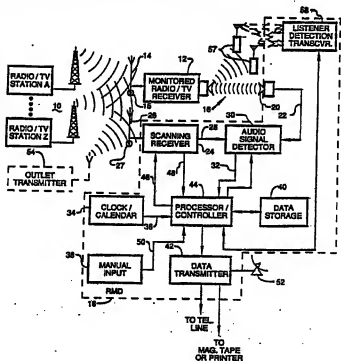 58
LISTENER
DETECTION
TRANSCVR.
57
RADIO / TV
STATION A
10
RADIO / TV
STATION Z
54
OUTLET
TRANSMITTER
14
12
MONITORED
RADIO / TV
RECEIVER
15
16
20
22
26
27
SCANNING
RECEIVER
28
24
30
AUDIO
SIGNAL
DETECTOR
32
46
48
44
34
CLOCK /
CALENDAR
36
PROCESSOR /
CONTROLLER
40
DATA
STORAGE
38
MANUAL
INPUT
50
42
DATA
TRANSMITTER
52
RMD
18
TO TEL
LINE
TO
MAG. TAPE
OR PRINTER